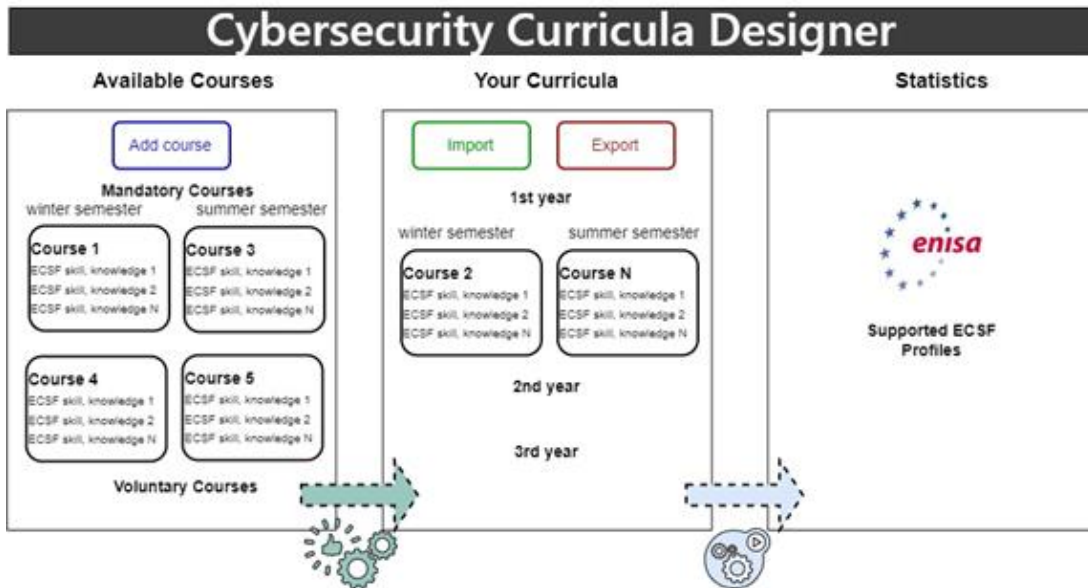 Cybersecurity Curricula Designer
Available Courses
Add course
Mandatory Courses
winter semester
summer semester
Course 1
ECSF skill, knowledge 1
ECSF skill, knowledge 2
ECSF skill, knowledge N
Course 3
ECSF skill, knowledge 1
ECSF skill, knowledge 2
ECSF skill, knowledge N
Course 4
ECSF skill, knowledge 1
ECSF skill, knowledge 2
ECSF skill, knowledge N
Course 5
ECSF skill, knowledge 1
ECSF skill, knowledge 2
ECSF skill, knowledge N
Voluntary Courses
Your Curricula
Import
Export
1st year
winter semester
summer semester
Course 2
ECSF skill, knowledge 1
ECSF skill, knowledge 2
ECSF skill, knowledge N
Course N
ECSF skill, knowledge 1
ECSF skill, knowledge 2
ECSF skill, knowledge N
2nd year
3rd year
Statistics
enisa
Supported ECSF
Profiles